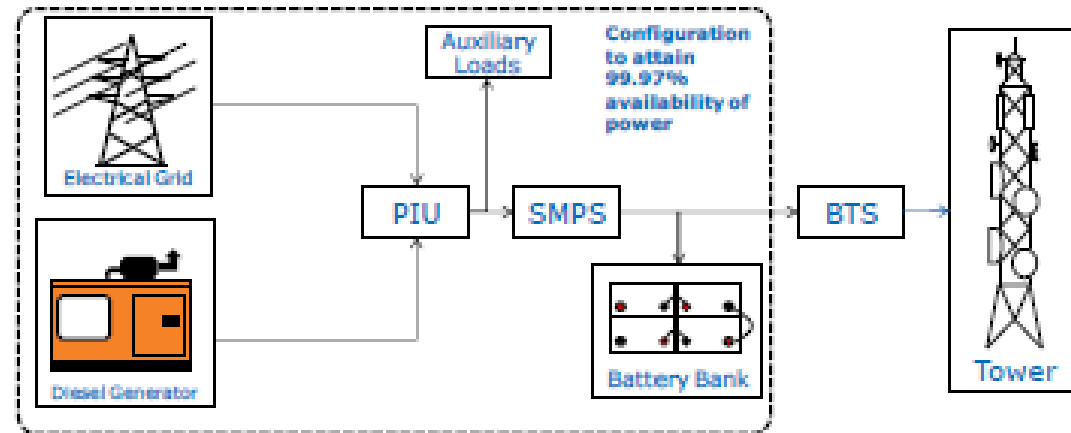 Electrical Grid
Auxiliary
Loads
Configuration
to attain
99.97%
availability of
power
PIU
SMPS
BTS
Diesel Generator
Battery Bank
Tower